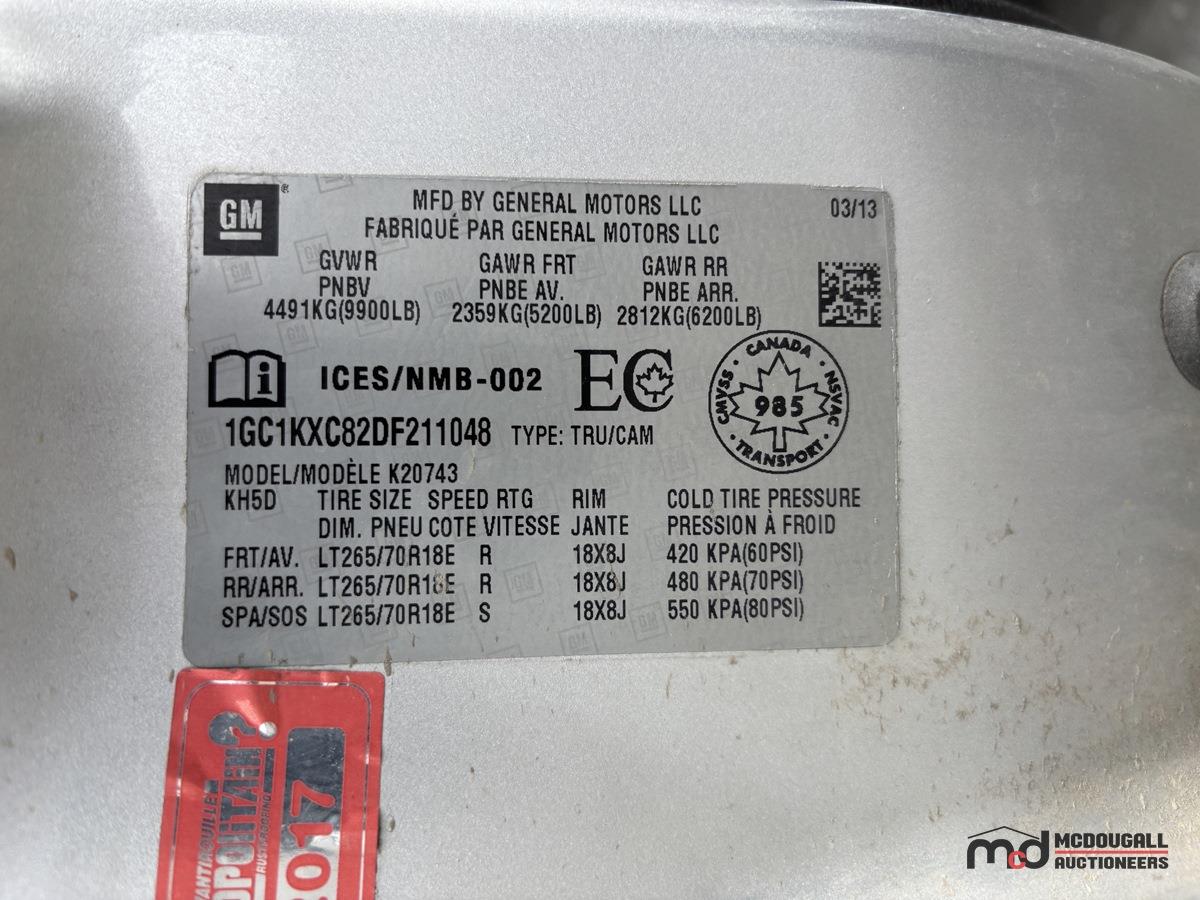 GM
®
MFD BY GENERAL MOTORS LLC
03/13
FABRIQUÉ PAR GENERAL MOTORS LLC
GVWR GAWR FRT GAWR RR
PNBV PNBE AV. PNBE ARR.
4491KG(9900LB) 2359KG(5200LB) 2812KG(6200LB)
i ICES/NMB-002 EC
CANADA
CMVSS NSVAC
985
TRANSPORT
1GC1KXC82DF211048 TYPE: TRU/CAM
MODEL/MODÈLE K20743
KH5D TIRE SIZE SPEED RTG RIM COLD TIRE PRESSURE
DIM. PNEU COTE VITESSE JANTE PRESSION À FROID
FRT/AV. LT265/70R18E R 18X8J 420 KPA(60PSI)
RR/ARR. LT265/70R18E R 18X8J 480 KPA(70PSI)
SPA/SOS LT265/70R18E S 18X8J 550 KPA(80PSI)
ANTIROUILLE
RUSTPROOFING
2017
mcd MCDOUGALL
AUCTIONEERS